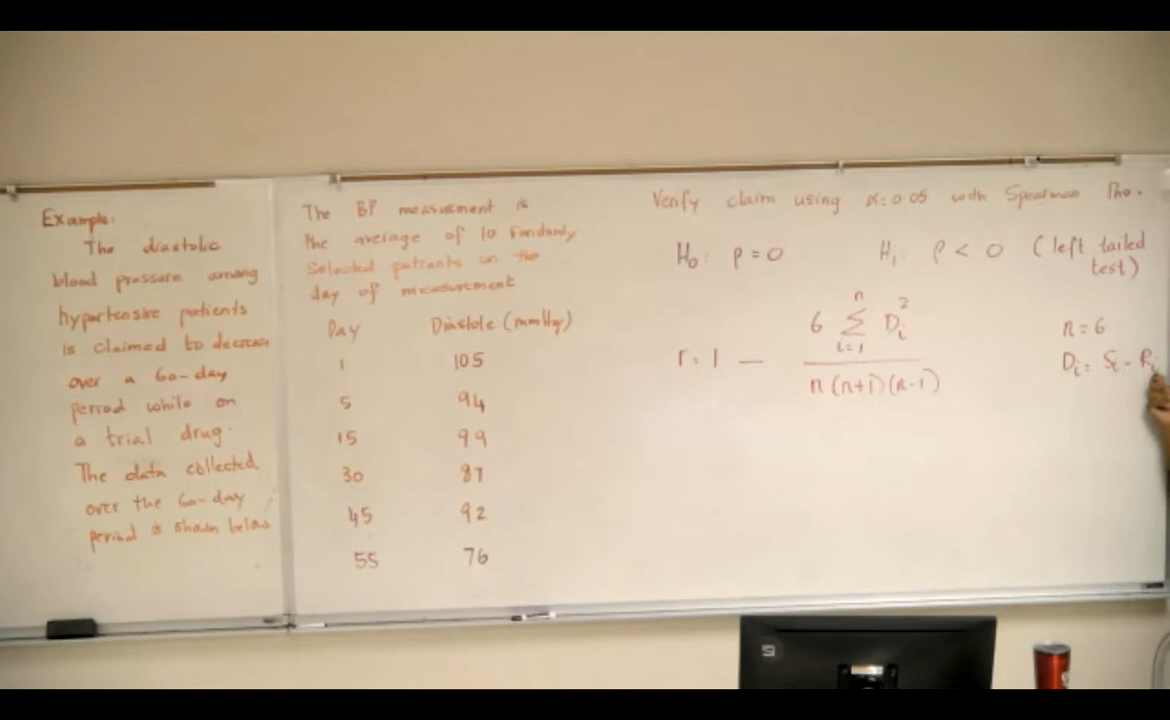 Example:
The diastolic
blood pressure among
hypertensive patients
is claimed to decrease
over a 60-day
period while on
a trial drug.
The data collected
over the 60-day
period is shown below
The BP measurment is
the average of 10 randomly
Selected patients on the
day of measurement
Day Diastole (mmHg)
1 105
5 94
15 99
30 87
45 92
55 76
Verify claim using α=0.05 with Spearman Rho.
H₀: ρ=0 H₁: ρ<0 (left tailed
test)
r = 1 — 6 Σ(i=1 to n) Dᵢ² / n(n+1)(n-1)
n=6
Dᵢ = Sᵢ - Rᵢ